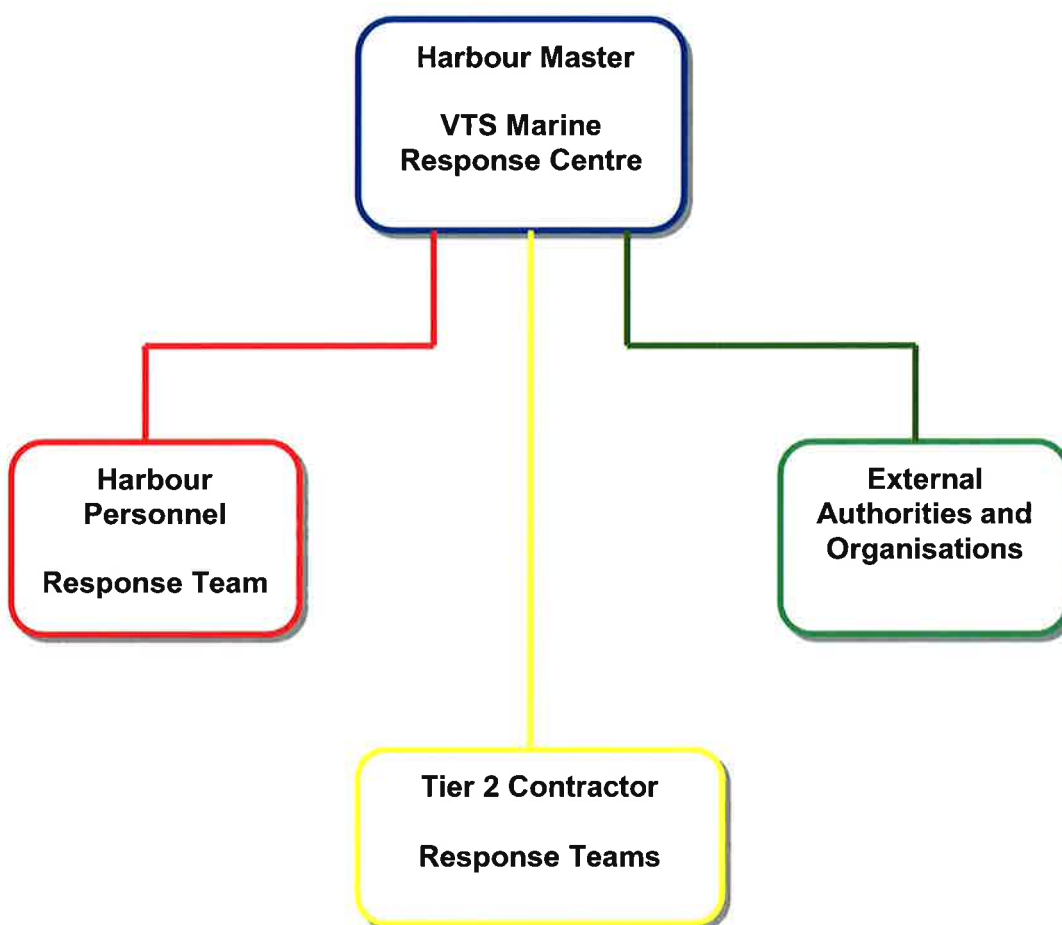 Harbour Master
VTS Marine
Response Centre
Harbour
Personnel
Response Team
External
Authorities and
Organisations
Tier 2 Contractor
Response Teams